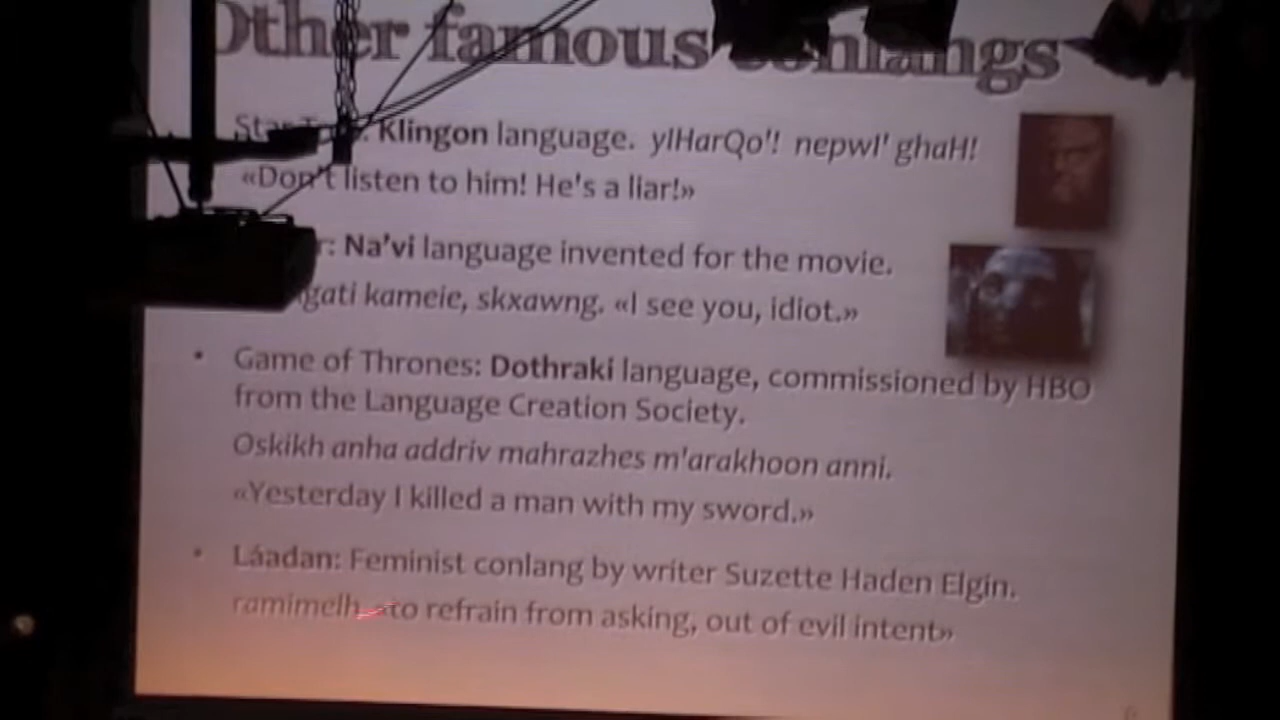 Other famous conlangs
Klingon language. yIHarQo'! nepwI' ghaH!
«Don't listen to him! He's a liar!»
Na'vi language invented for the movie.
kameie, skxawng. «I see you, idiot.»
• Game of Thrones: Dothraki language, commissioned by HBO
from the Language Creation Society.
Oskikh anha addriv mahrazhes m'arakhoon anni.
«Yesterday I killed a man with my sword.»
• Láadan: Feminist conlang by writer Suzette Haden Elgin.
ramimelh «to refrain from asking, out of evil intent»